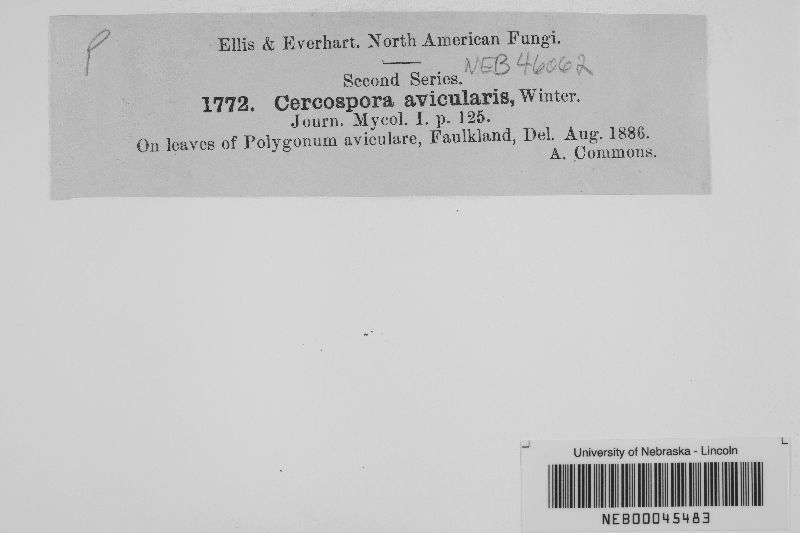 P
Ellis & Everhart. North American Fungi.
NEB 46062
Second Series.
1772. Cercospora avicularis, Winter.
Journ. Mycol. I. p. 125.
On leaves of Polygonum aviculare, Faulkland, Del. Aug. 1886.
A. Commons.
University of Nebraska - Lincoln
NEB00045483